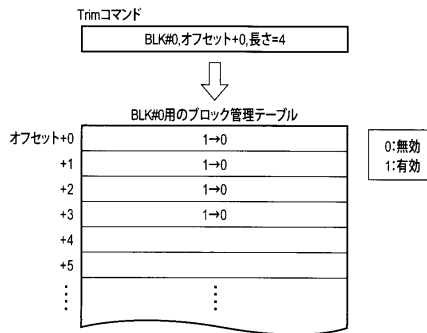 Trimコマンド
BLK#0,オフセット+0,長さ=4
BLK#0用のブロック管理テーブル
オフセット+0 1→0
+1 1→0
+2 1→0
+3 1→0
+4
+5
0:無効
1:有効